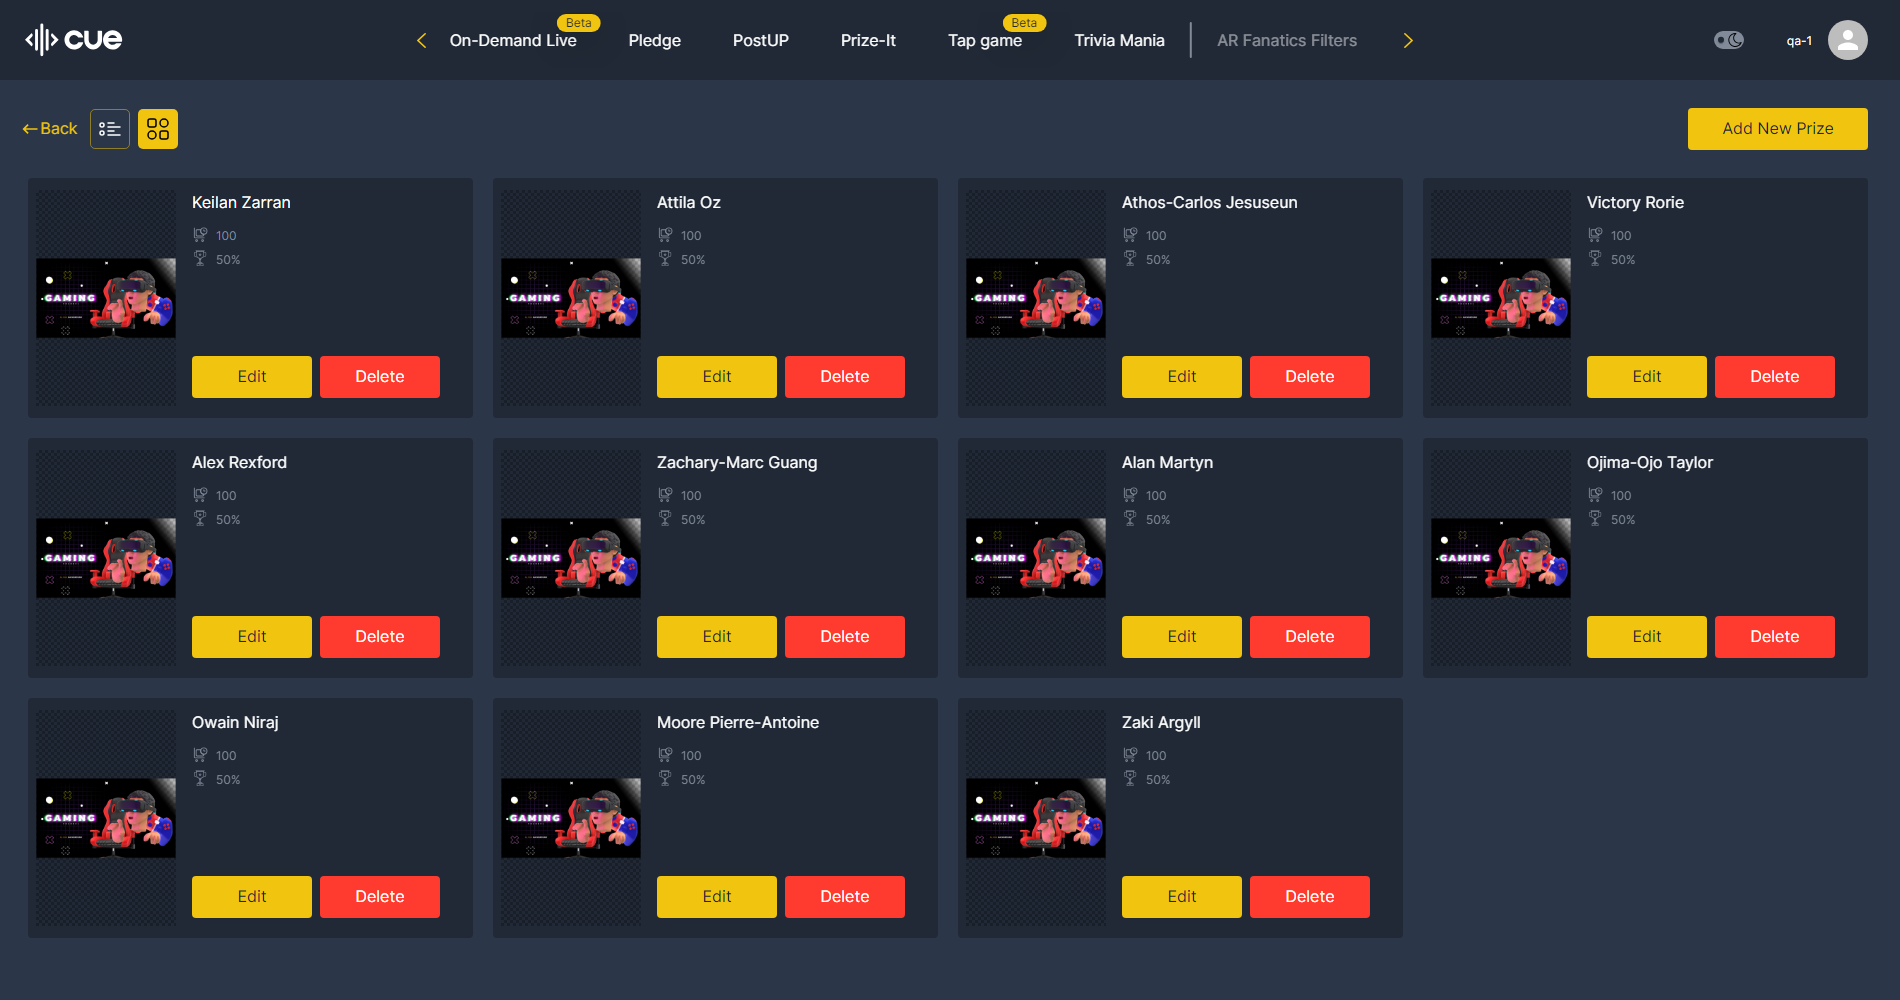 cue
On-Demand Live
Beta
Pledge
PostUP
Prize-It
Tap game
Beta
Trivia Mania
AR Fanatics Filters
qa-1
Back
Add New Prize
Keilan Zarran
100
50%
GAMING
Edit
Delete
Attila Oz
100
50%
GAMING
Edit
Delete
Athos-Carlos Jesuseun
100
50%
GAMING
Edit
Delete
Victory Rorie
100
50%
GAMING
Edit
Delete
Alex Rexford
100
50%
GAMING
Edit
Delete
Zachary-Marc Guang
100
50%
GAMING
Edit
Delete
Alan Martyn
100
50%
GAMING
Edit
Delete
Ojima-Ojo Taylor
100
50%
GAMING
Edit
Delete
Owain Niraj
100
50%
GAMING
Edit
Delete
Moore Pierre-Antoine
100
50%
GAMING
Edit
Delete
Zaki Argyll
100
50%
GAMING
Edit
Delete